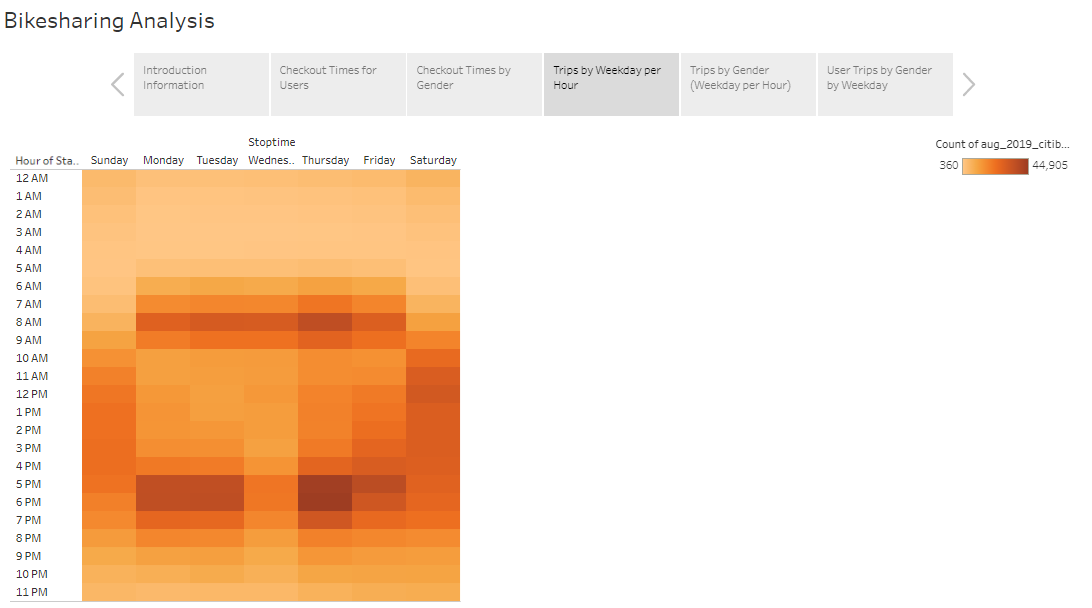 Bikesharing Analysis
Introduction Information
Checkout Times for Users
Checkout Times by Gender
Trips by Weekday per Hour
Trips by Gender (Weekday per Hour)
User Trips by Gender by Weekday
Stoptime
Hour of Sta.. Sunday Monday Tuesday Wednes.. Thursday Friday Saturday
12 AM
1 AM
2 AM
3 AM
4 AM
5 AM
6 AM
7 AM
8 AM
9 AM
10 AM
11 AM
12 PM
1 PM
2 PM
3 PM
4 PM
5 PM
6 PM
7 PM
8 PM
9 PM
10 PM
11 PM
Count of aug_2019_citib...
360 44,905